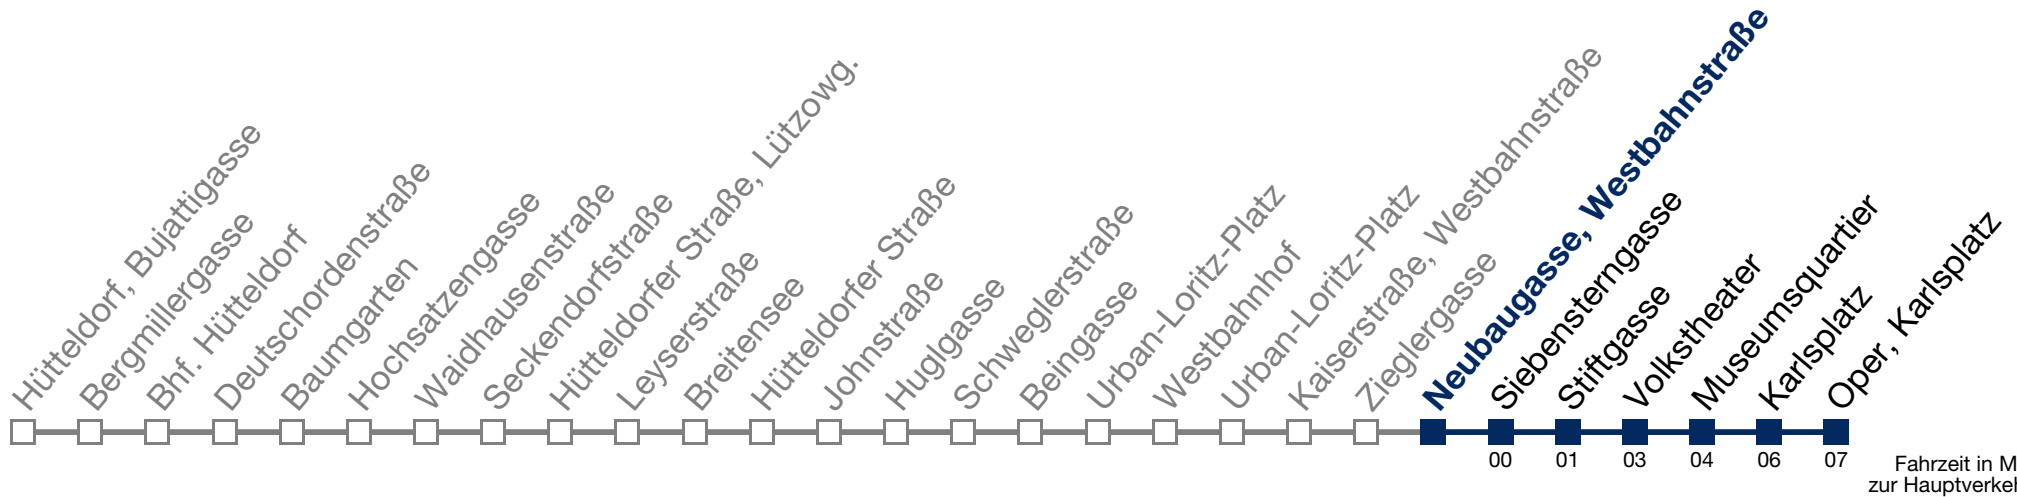 Hütteldorf, Bujattigasse
Bergmillergasse
Bhf. Hütteldorf
Deutschordenstraße
Baumgarten
Hochsatzengasse
Waidhausenstraße
Seckendorfstraße
Hütteldorfer Straße, Lützowg.
Leyserstraße
Breitensee
Hütteldorfer Straße
Johnstraße
Huglgasse
Schweglerstraße
Beingasse
Urban-Loritz-Platz
Westbahnhof
Urban-Loritz-Platz
Kaiserstraße, Westbahnstraße
Zieglergasse
Neubaugasse, Westbahnstraße
Siebensterngasse
Stiftgasse
Volkstheater
Museumsquartier
Karlsplatz
Oper, Karlsplatz
00 01 03 04 06 07
Fahrzeit in M
zur Hauptverkeh